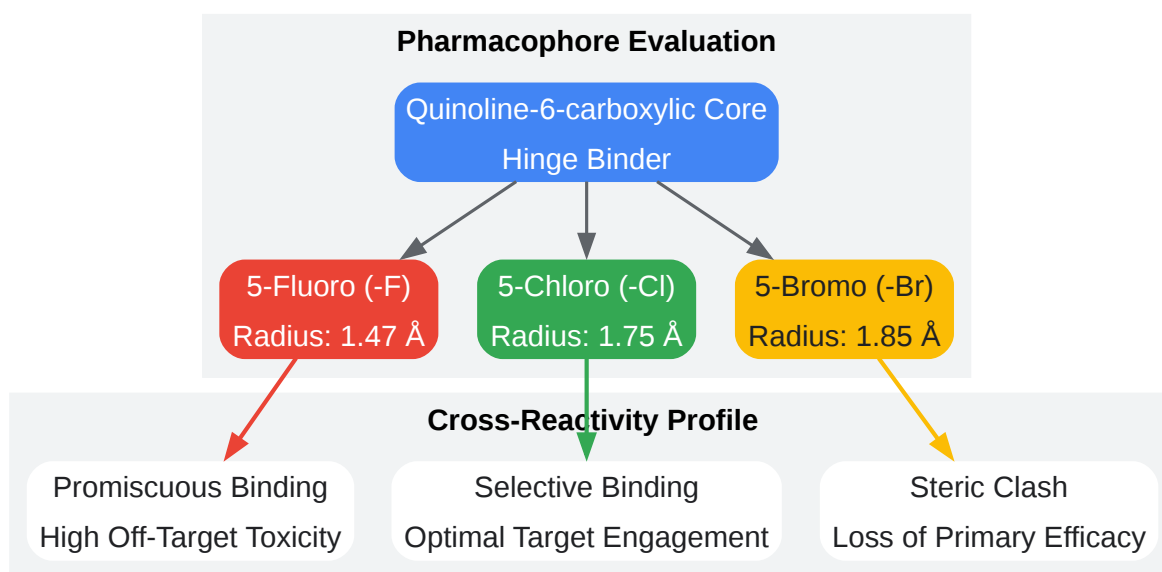 Pharmacophore Evaluation
Quinoline-6-carboxylic Core
Hinge Binder
5-Fluoro (-F)
Radius: 1.47 Å
5-Chloro (-Cl)
Radius: 1.75 Å
5-Bromo (-Br)
Radius: 1.85 Å
Cross-Reactivity Profile
Promiscuous Binding
High Off-Target Toxicity
Selective Binding
Optimal Target Engagement
Steric Clash
Loss of Primary Efficacy